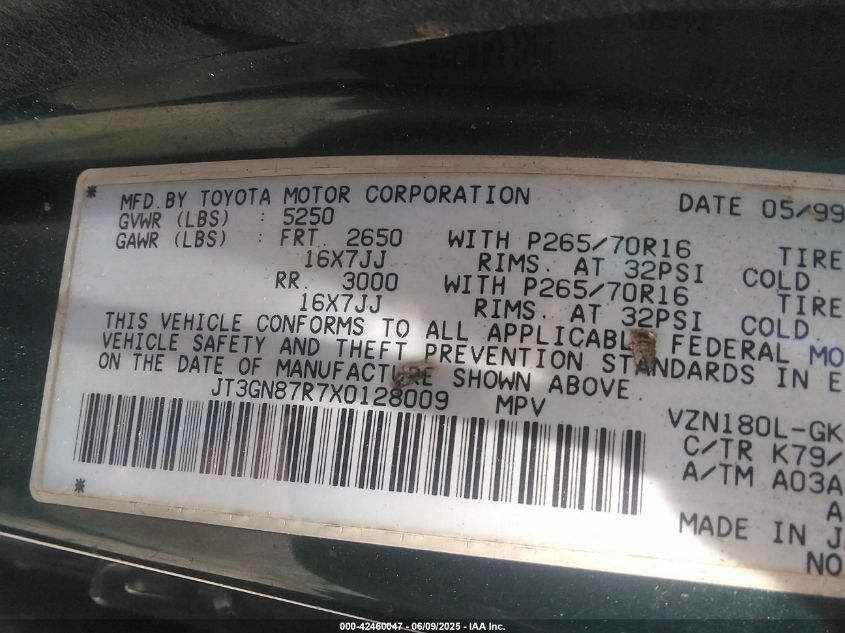 * MFD. BY TOYOTA MOTOR CORPORATION DATE 05/99
GVWR (LBS) : 5250
GAWR (LBS) : FRT. 2650 WITH P265/70R16 TIRE
16X7JJ RIMS. AT 32PSI COLD.
RR. 3000 WITH P265/70R16 TIRE
16X7JJ RIMS. AT 32PSI COLD.
THIS VEHICLE CONFORMS TO ALL APPLICABLE FEDERAL MO
VEHICLE SAFETY AND THEFT PREVENTION STANDARDS IN E
ON THE DATE OF MANUFACTURE SHOWN ABOVE.
JT3GN87R7X0128009 MPV
VZN180L-GK
C/TR K79/
A/TM A03A
A
* MADE IN J
NO
000-42460047 - 06/09/2025 - IAA Inc.